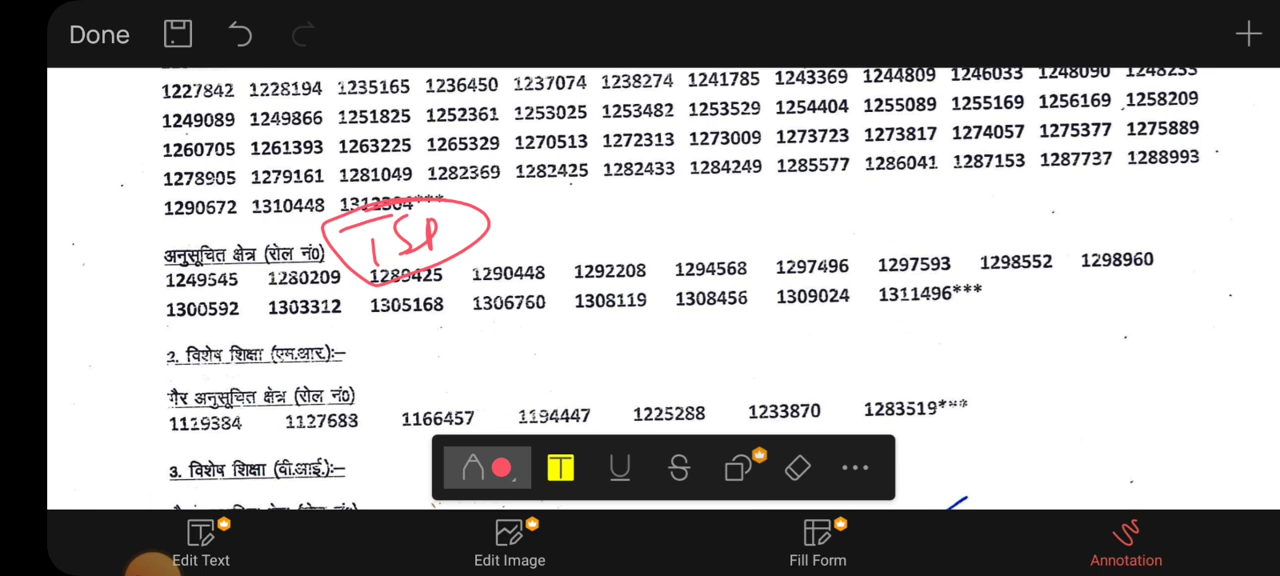 Done
1227842 1228194 1235165 1236450 1237074 1238274 1241785 1243369 1244809 1246033 1248090 1248235
1249089 1249866 1251825 1252361 1253025 1253482 1253529 1254404 1255089 1255169 1256169 1258209
1260705 1261393 1263225 1265329 1270513 1272313 1273009 1273723 1273817 1274057 1275377 1275889
1278905 1279161 1281049 1282369 1282425 1282433 1284249 1285577 1286041 1287153 1287737 1288993
1290672 1310448 1312304***
TSP
अनुसूचित क्षेत्र (रोल नं0)
1249545 1280209 1289425 1290448 1292208 1294568 1297496 1297593 1298552 1298960
1300592 1303312 1305168 1306760 1308119 1308456 1309024 1311496***
2. विशेष शिक्षा (एम.आर.):–
गैर अनुसूचित क्षेत्र (रोल नं0)
1119384 1127683 1166457 1194447 1225288 1233870 1283519***
3. विशेष शिक्षा (वी.आई.):–
Edit Text Edit Image Fill Form Annotation